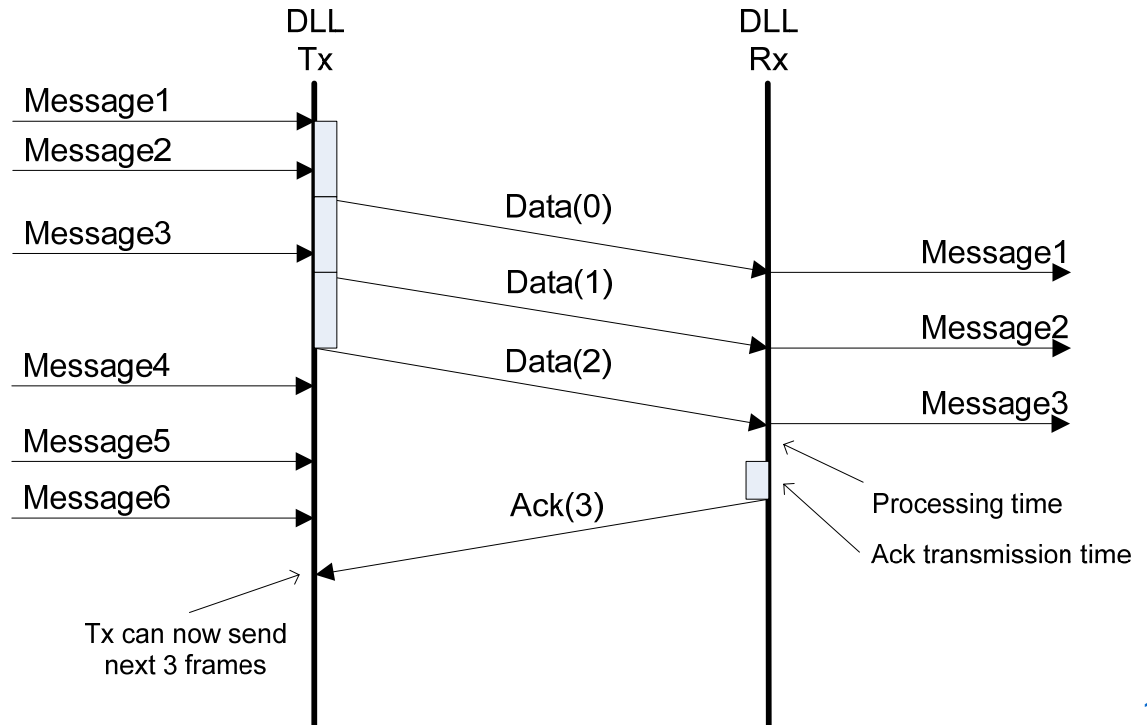 DLL
Tx
DLL
Rx
Message1
Message2
Data(0)
Message3
Message1
Data(1)
Message2
Message4
Data(2)
Message3
Message5
Message6
Ack(3)
Processing time
Ack transmission time
Tx can now send
next 3 frames